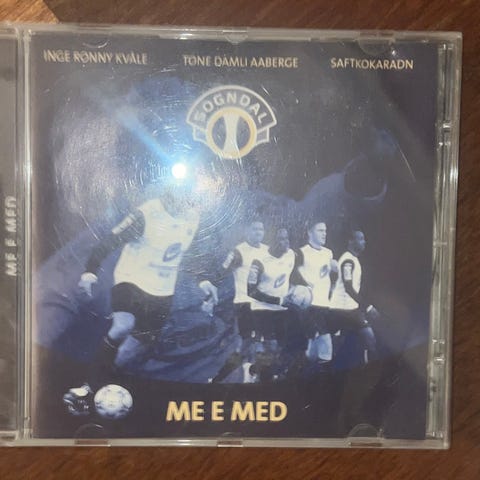 INGE RONNY KVÅLE
TONE DAMLI AABERGE
SAFTKOKARADN
SOGNDAL
ME E MED
ME E MED